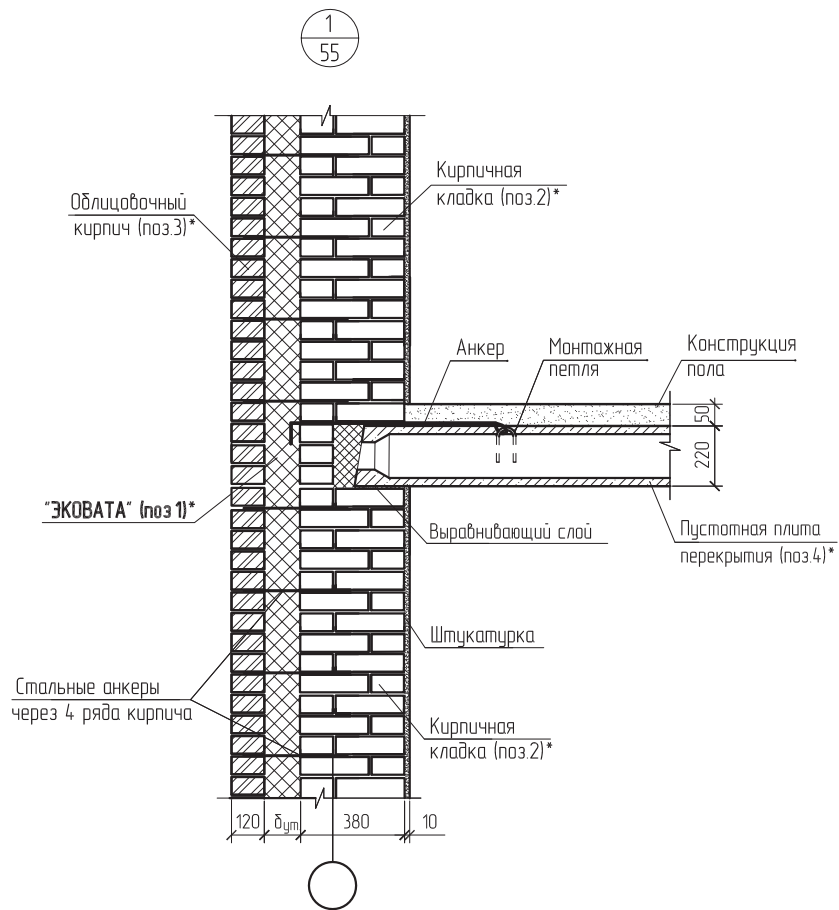 1
55
Кирпичная
кладка (поз.2)*
Облицовочный
кирпич (поз.3)*
Анкер
Монтажная
петля
Конструкция
пола
50
220
"ЭКОВАТА" (поз 1)*
Выравнивающий слой
Пустотная плита
перекрытия (поз.4)*
Штукатурка
Стальные анкеры
через 4 ряда кирпича
Кирпичная
кладка (поз.2)*
120 δут 380 10